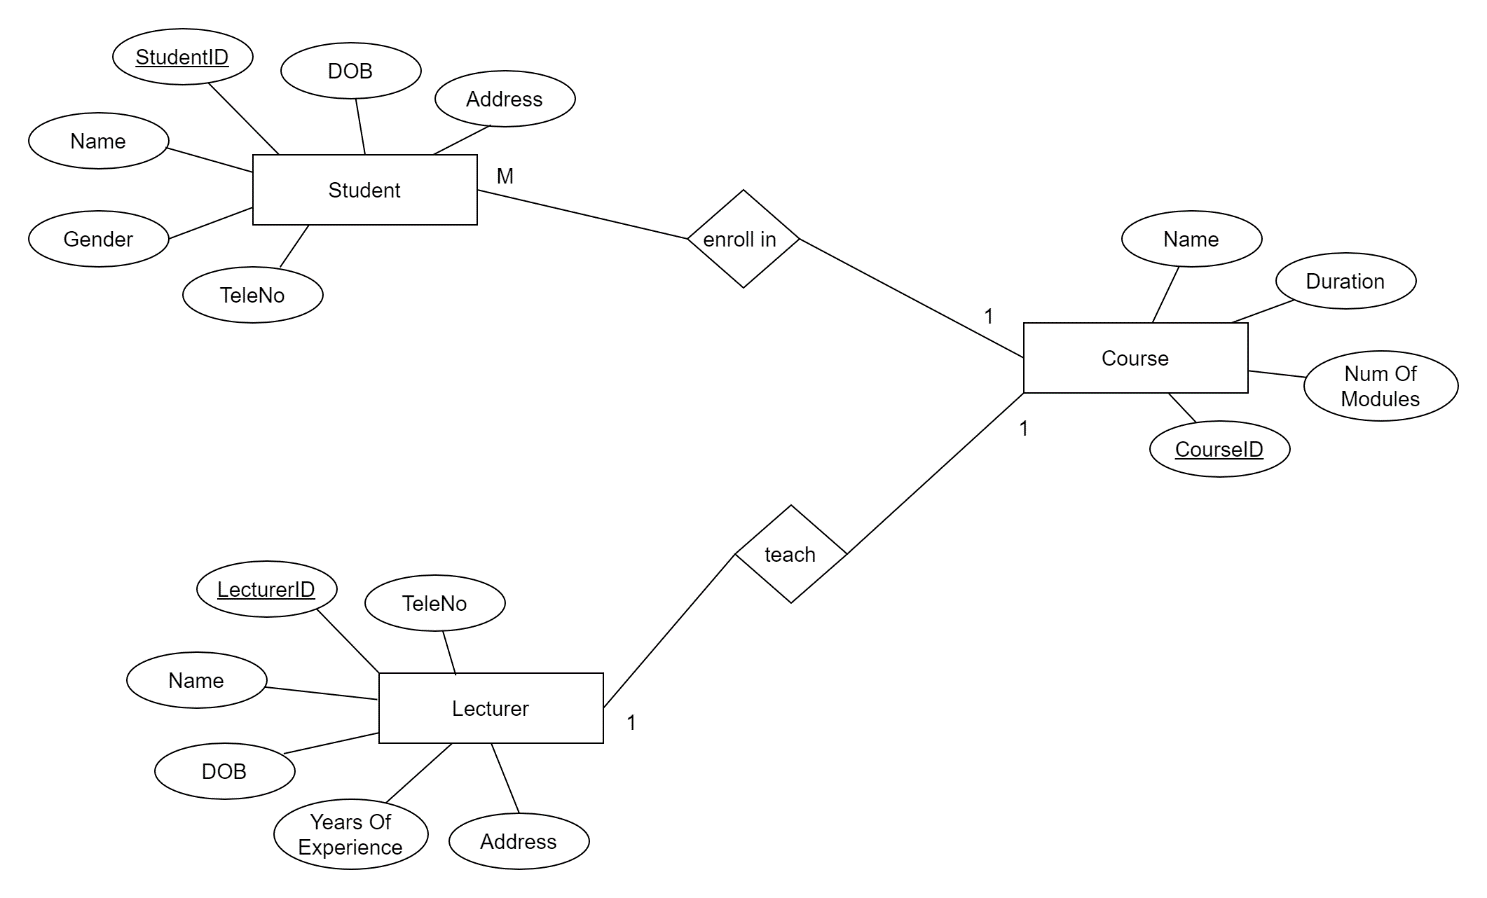 StudentID
DOB
Address
Name
Student
M
Gender
TeleNo
enroll in
Name
Duration
1
Course
Num Of
Modules
1
CourseID
teach
LecturerID
TeleNo
Name
Lecturer
1
DOB
Years Of
Experience
Address